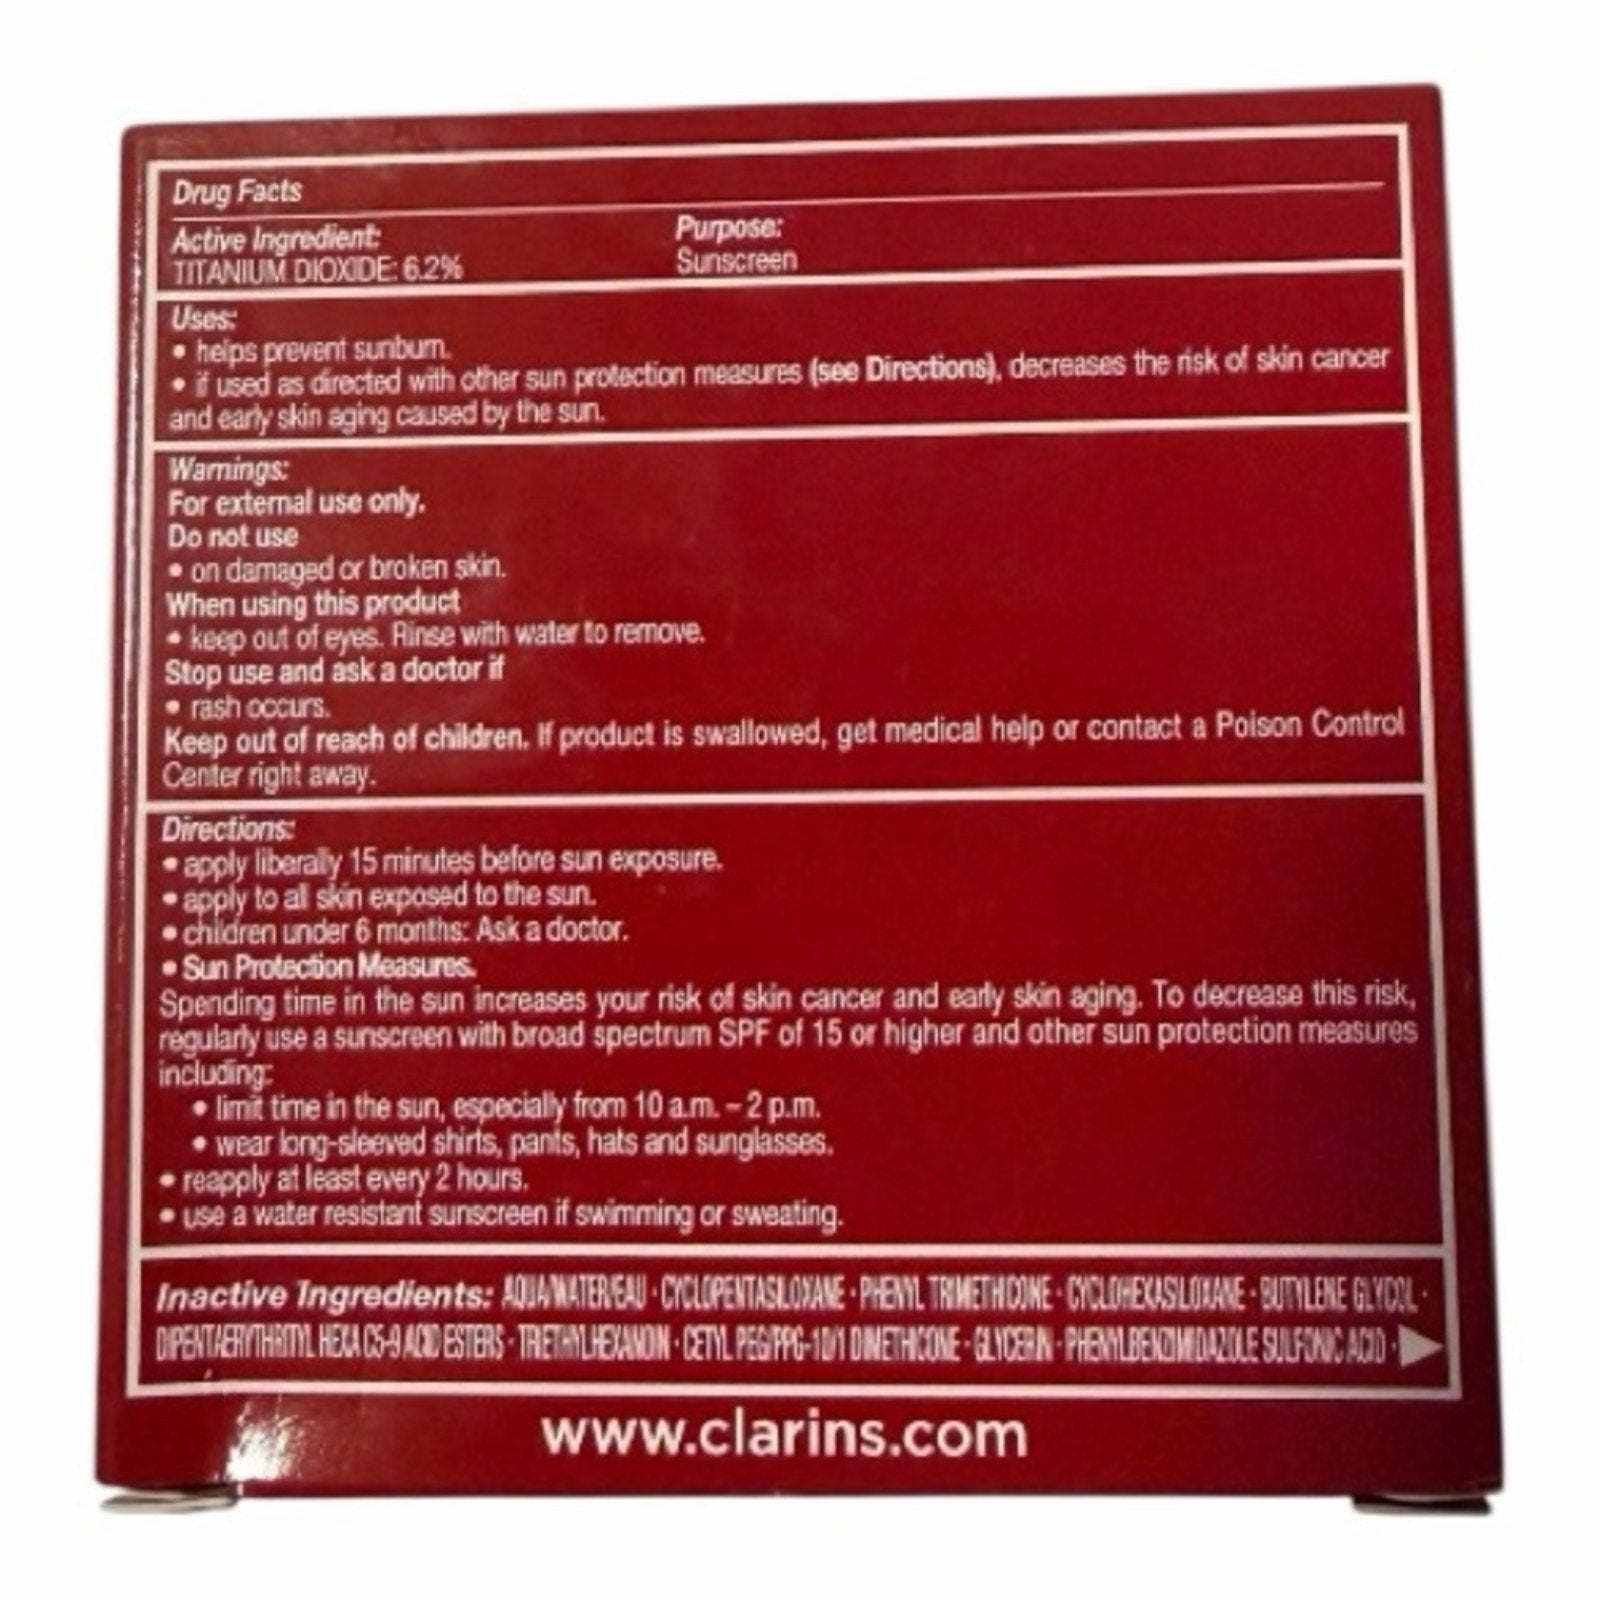 Drug Facts
Active Ingredient: Purpose:
TITANIUM DIOXIDE: 6.2% Sunscreen
Uses:
• helps prevent sunburn.
• if used as directed with other sun protection measures (see Directions), decreases the risk of skin cancer
and early skin aging caused by the sun.
Warnings:
For external use only.
Do not use
• on damaged or broken skin.
When using this product
• keep out of eyes. Rinse with water to remove.
Stop use and ask a doctor if
• rash occurs.
Keep out of reach of children. If product is swallowed, get medical help or contact a Poison Control
Center right away.
Directions:
• apply liberally 15 minutes before sun exposure.
• apply to all skin exposed to the sun.
• children under 6 months: Ask a doctor.
• Sun Protection Measures.
Spending time in the sun increases your risk of skin cancer and early skin aging. To decrease this risk,
regularly use a sunscreen with broad spectrum SPF of 15 or higher and other sun protection measures
including:
• limit time in the sun, especially from 10 a.m. – 2 p.m.
• wear long-sleeved shirts, pants, hats and sunglasses.
• reapply at least every 2 hours.
• use a water resistant sunscreen if swimming or sweating.
Inactive Ingredients: AQUA/WATER/EAU · CYCLOPENTASILOXANE · PHENYL TRIMETHICONE · CYCLOHEXASILOXANE · BUTYLENE GLYCOL ·
DIPENTAERYTHRITYL HEXA C5-9 ACID ESTERS · TRIETHYLHEXANOIN · CETYL PEG/PPG-10/1 DIMETHICONE · GLYCERIN · PHENYLBENZIMIDAZOLE SULFONIC ACID ·
www.clarins.com